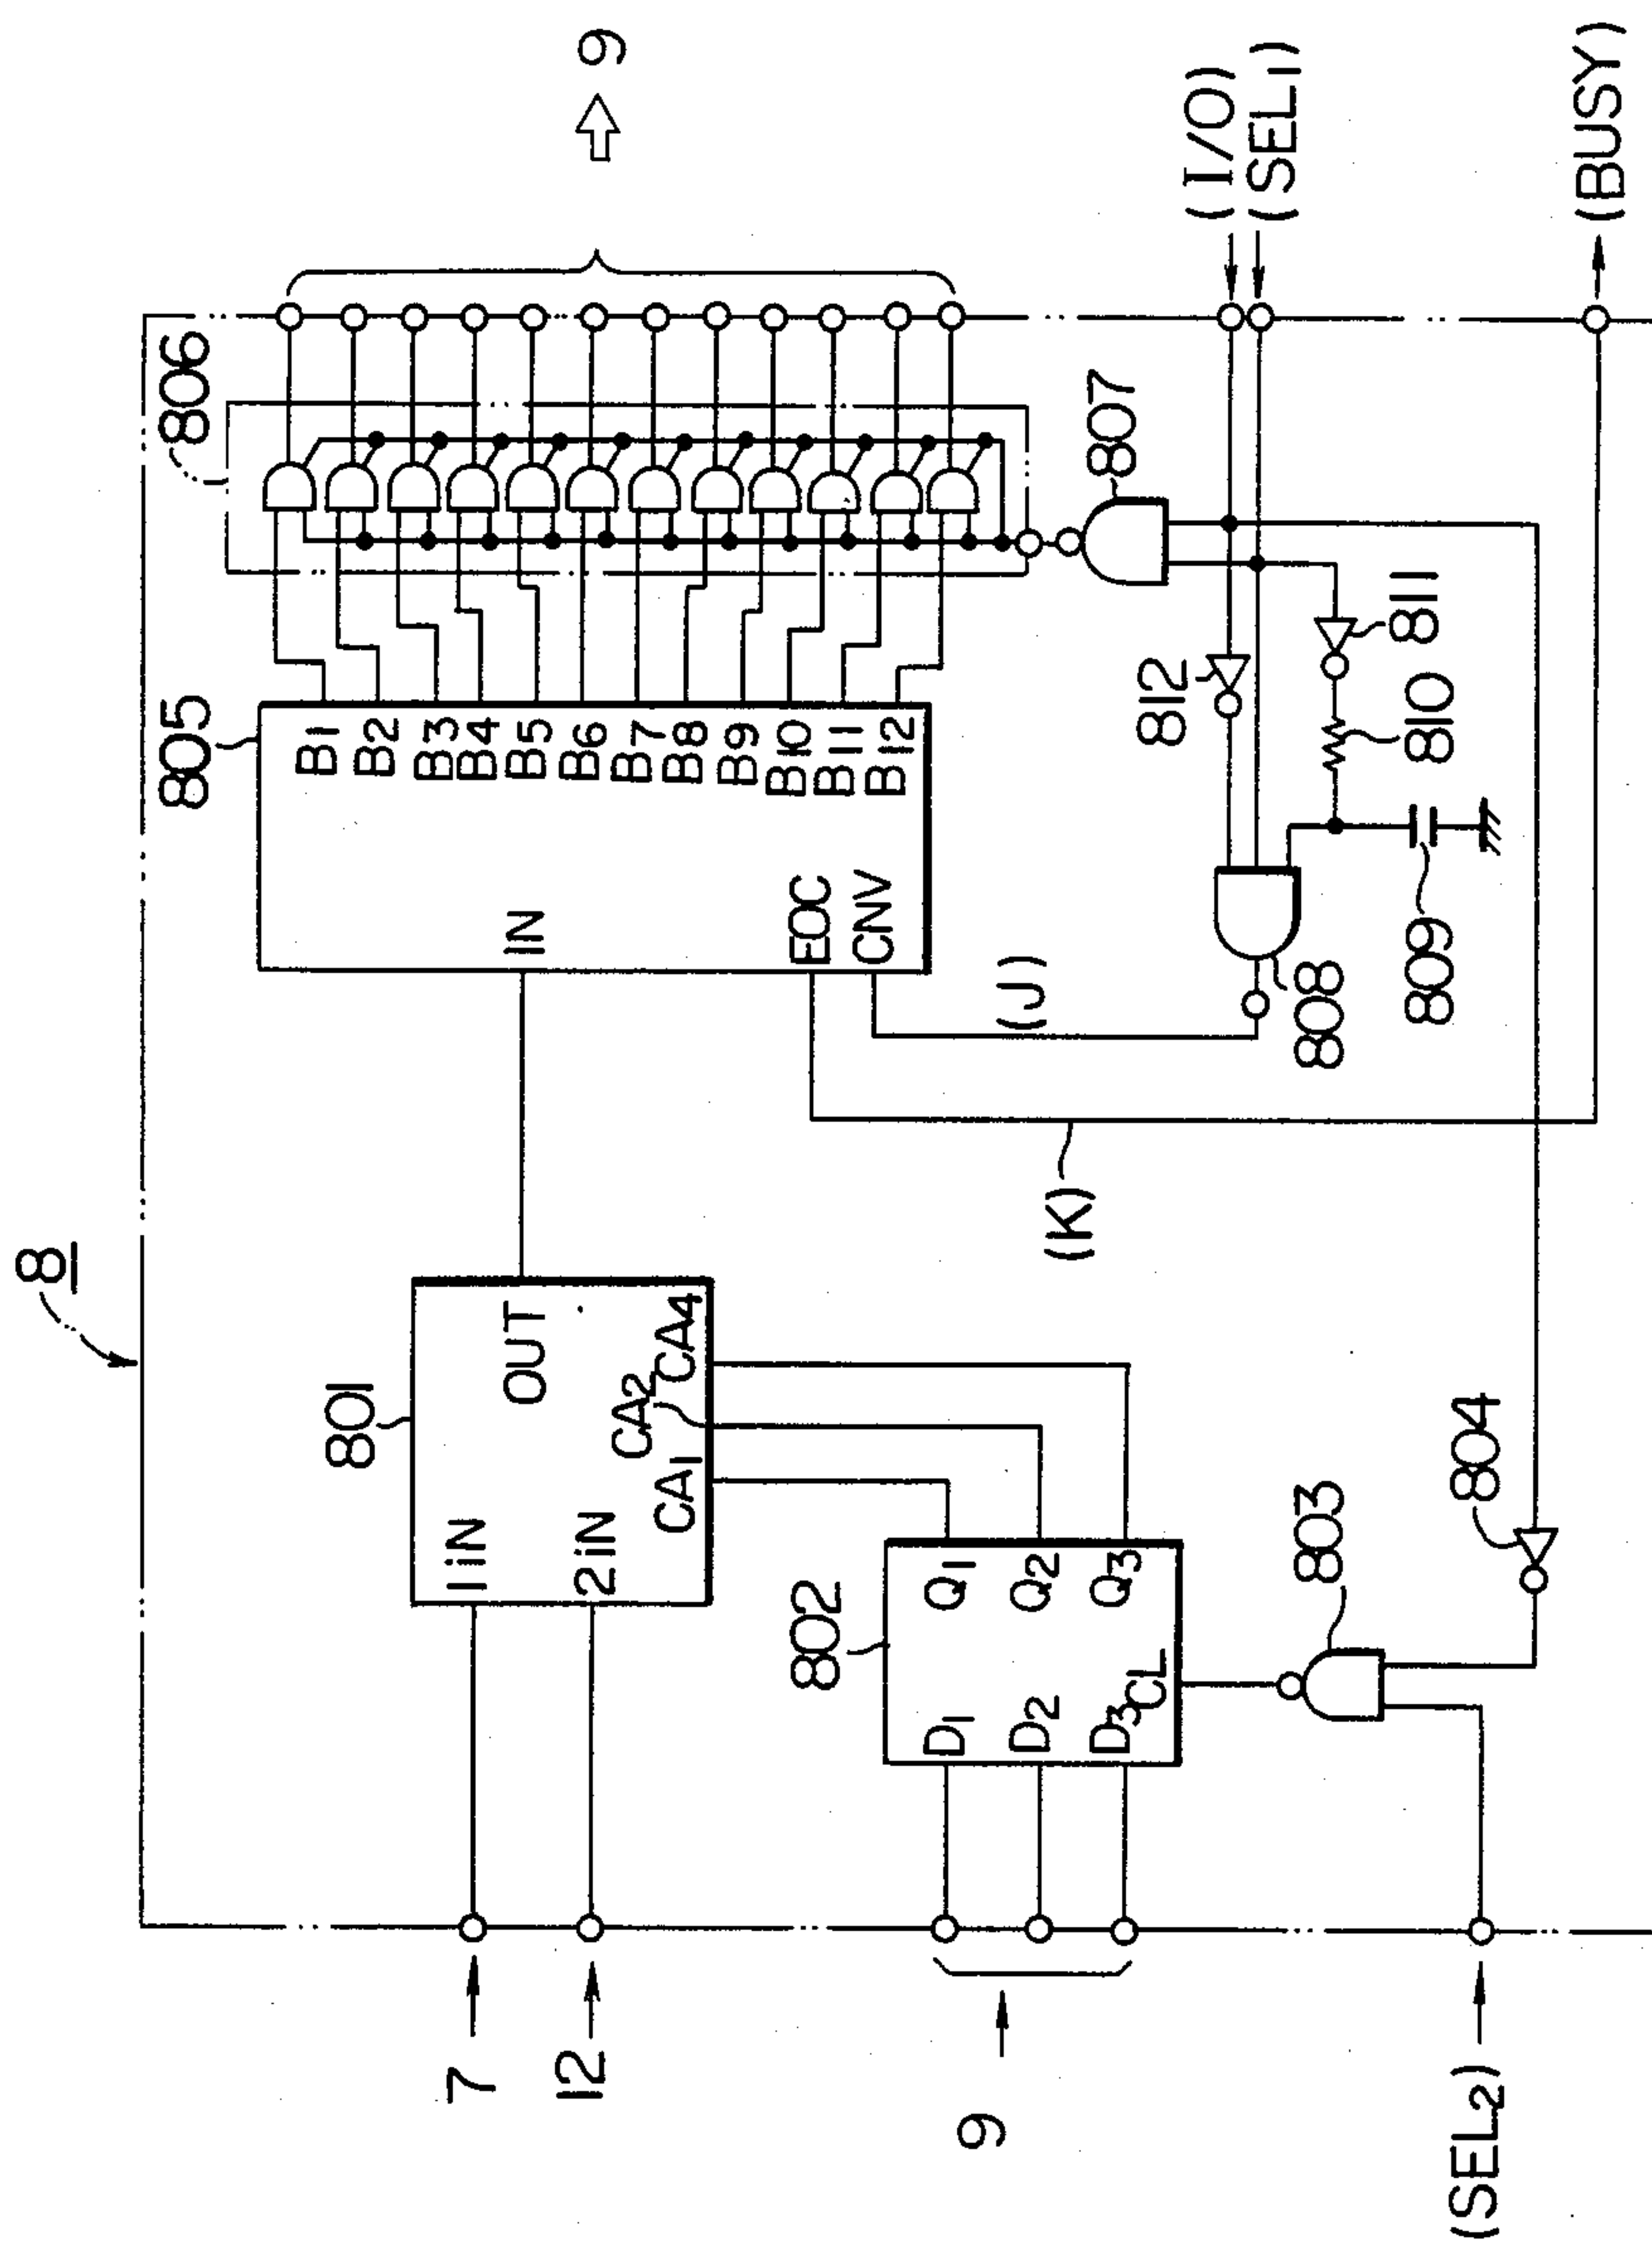 8
801
1iN
2iN
OUT
CA1
CA2
CA4
7
12
9
802
D1
D2
D3
CL
Q1
Q2
Q3
803
804
(SEL2)
805
IN
EOC
CNV
B1
B2
B3
B4
B5
B6
B7
B8
B9
B10
B11
B12
806
9
807
(I/O)
(SEL1)
(BUSY)
812
811
810
809
808
(J)
(K)